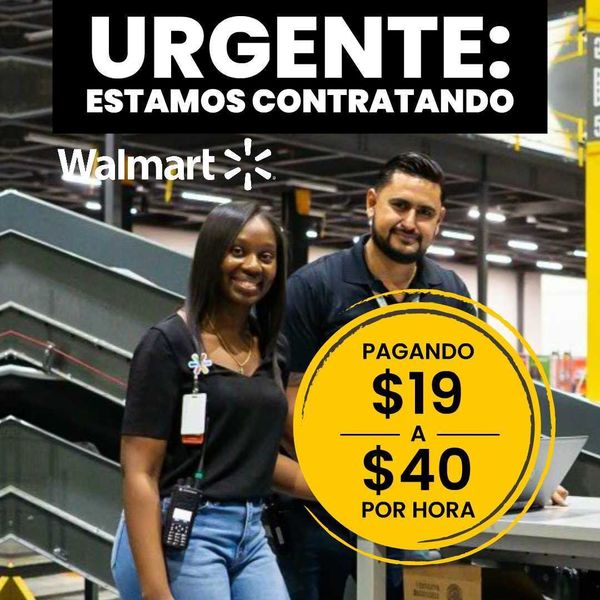 URGENTE:
ESTAMOS CONTRATANDO
Walmart
PAGANDO
$19
A
$40
POR HORA